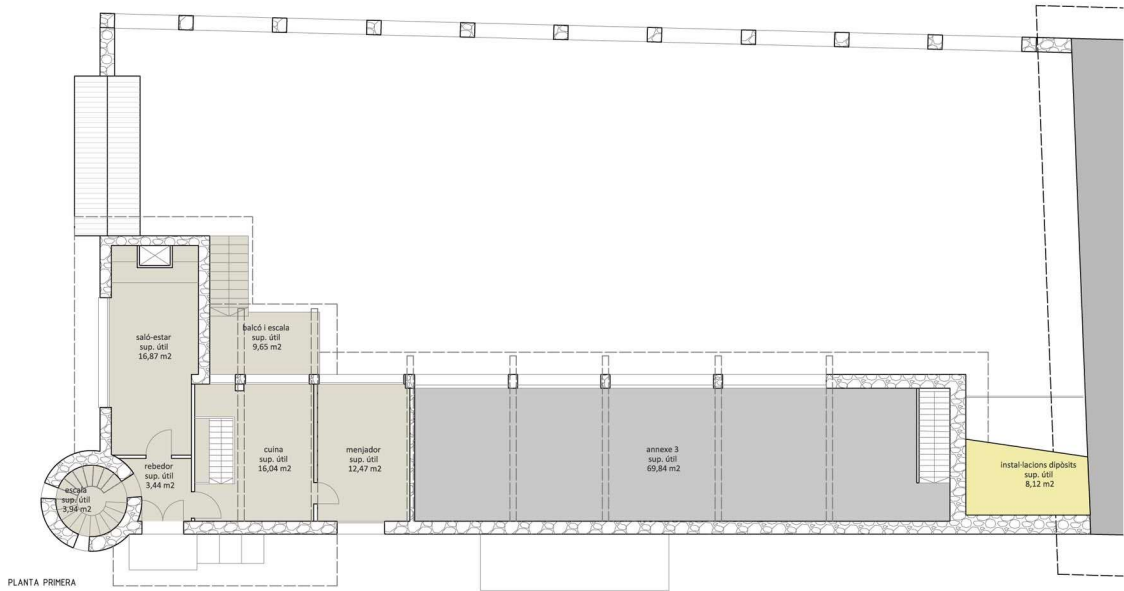 balcó i escala
sup. útil
9,65 m2
saló-estar
sup. útil
16,87 m2
cuina
sup. útil
16,04 m2
menjador
sup. útil
12,47 m2
annexe 3
sup. útil
69,84 m2
rebedor
sup. útil
3,44 m2
instal·lacions dipòsits
sup. útil
8,12 m2
escala
sup. útil
3,94 m2
PLANTA PRIMERA